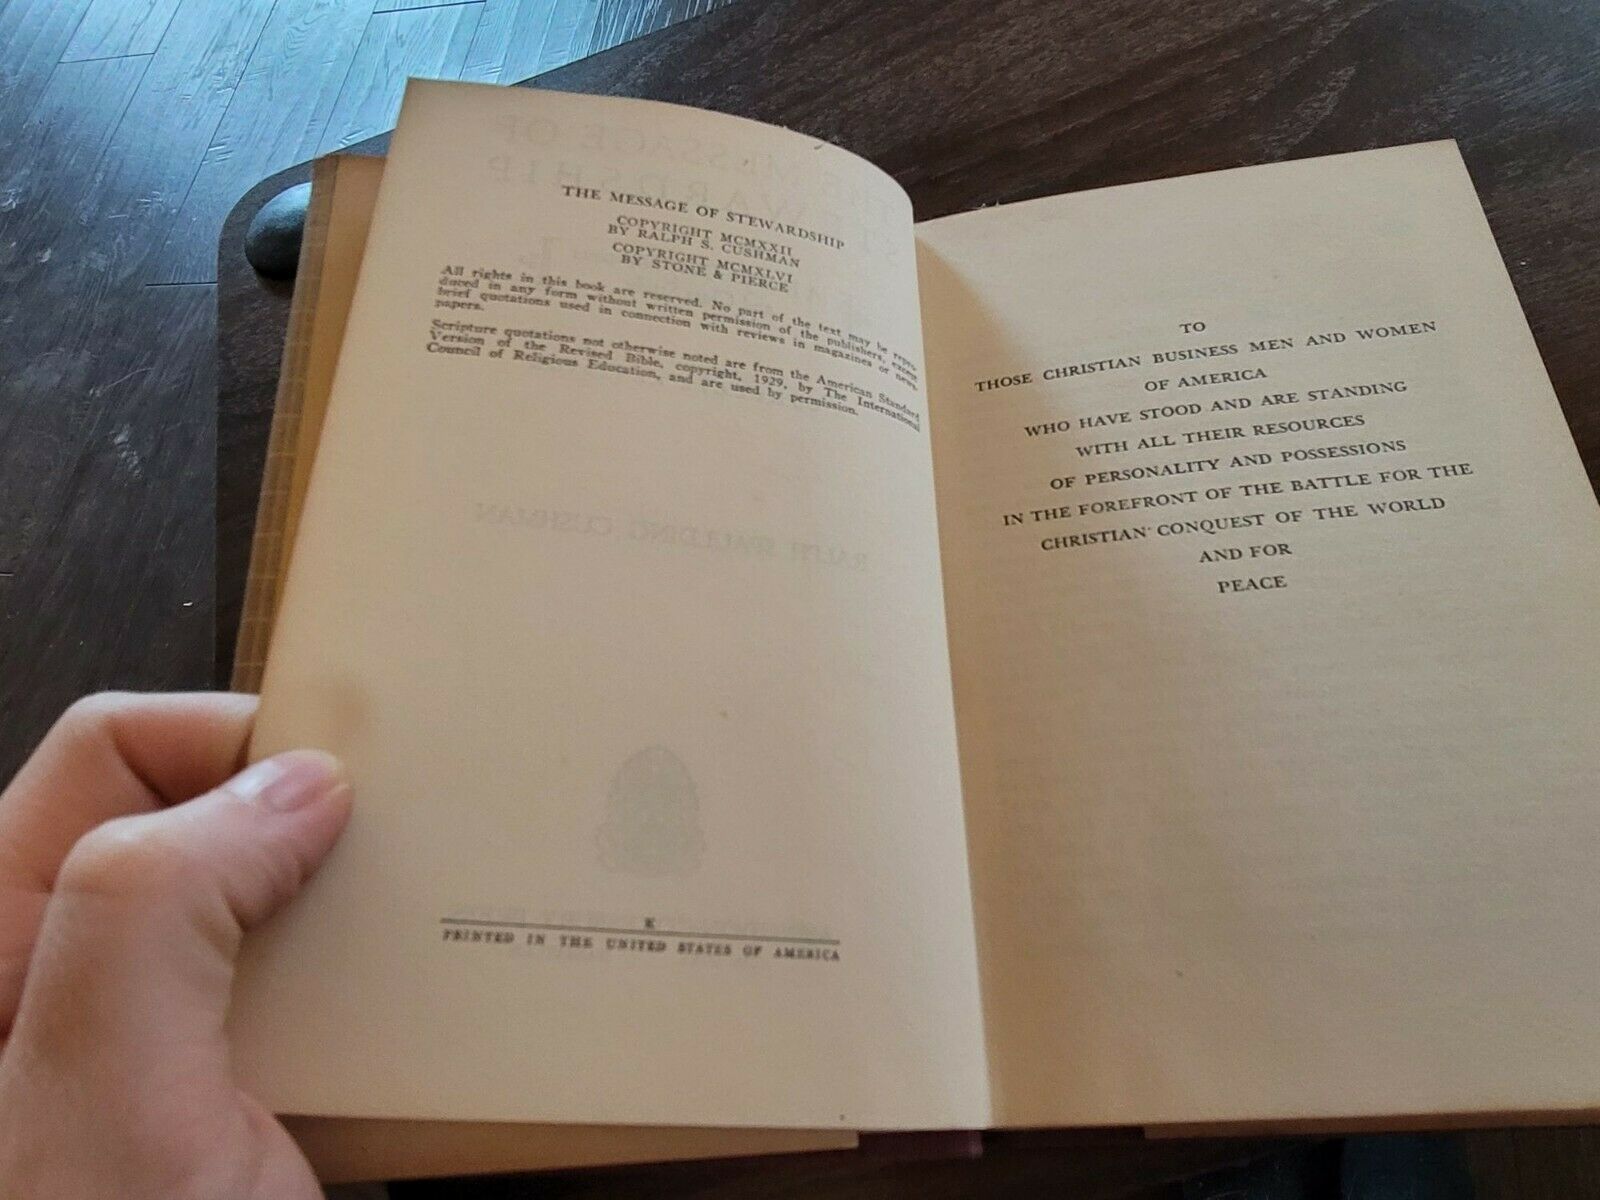 THE MESSAGE OF STEWARDSHIP
COPYRIGHT MCMXXII
BY RALPH S. CUSHMAN
COPYRIGHT MCMXLVI
BY STONE & PIERCE
All rights in this book are reserved. No part of the text may be repro-
duced in any form without written permission of the publishers, except
brief quotations used in connection with reviews in magazines or news-
papers.
Scripture quotations not otherwise noted are from the American Standard
Version of the Revised Bible, copyright, 1929, by The International
Council of Religious Education, and are used by permission.
RALPH SPAULDING CUSHMAN
K
PRINTED IN THE UNITED STATES OF AMERICA
TO
THOSE CHRISTIAN BUSINESS MEN AND WOMEN
OF AMERICA
WHO HAVE STOOD AND ARE STANDING
WITH ALL THEIR RESOURCES
OF PERSONALITY AND POSSESSIONS
IN THE FOREFRONT OF THE BATTLE FOR THE
CHRISTIAN CONQUEST OF THE WORLD
AND FOR
PEACE